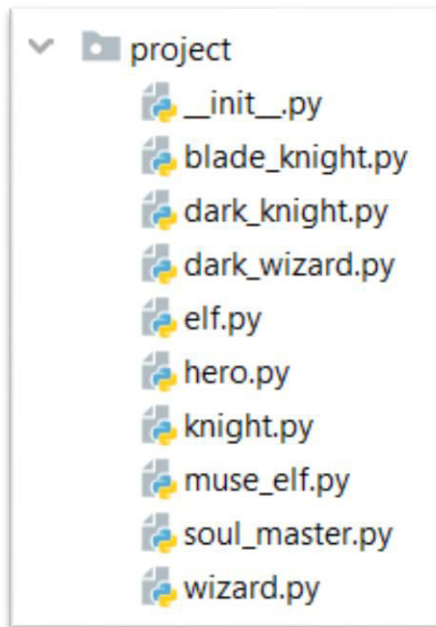 project
__init__.py
blade_knight.py
dark_knight.py
dark_wizard.py
elf.py
hero.py
knight.py
muse_elf.py
soul_master.py
wizard.py